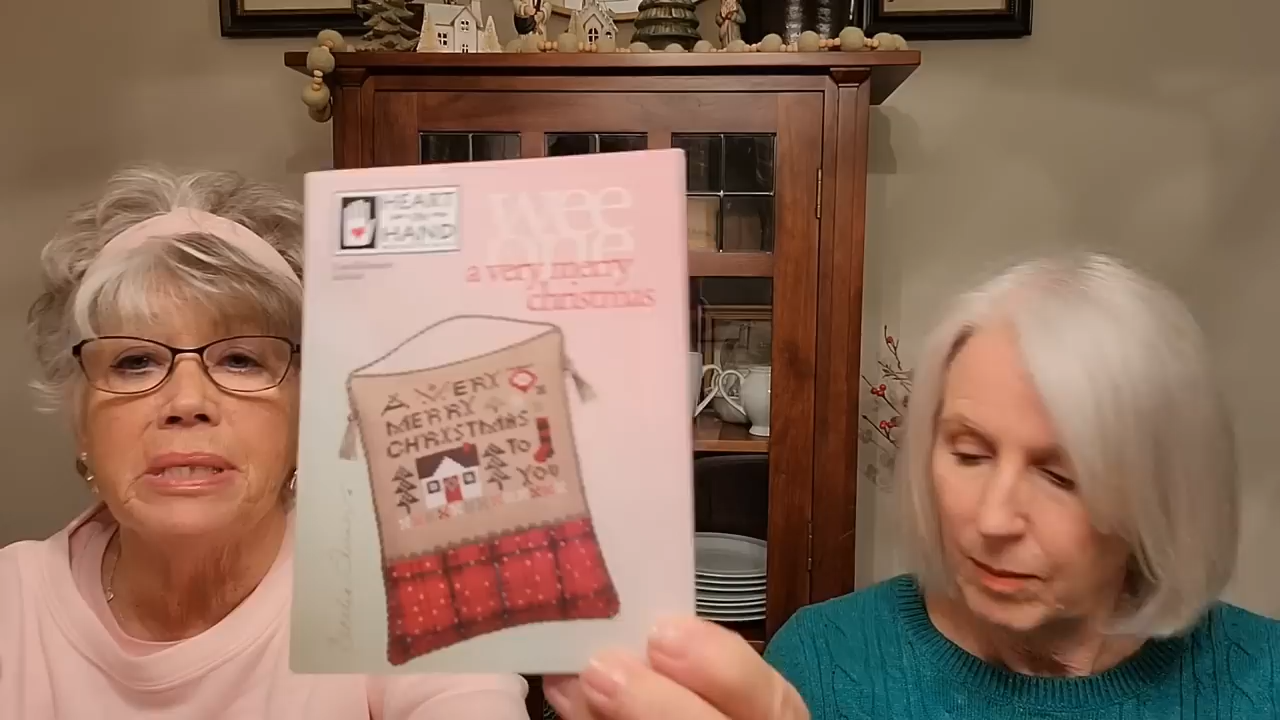 HEART
IN
HAND
wee
one
a very merry
christmas
A VERY
MERRY
CHRISTMAS
TO
YOU